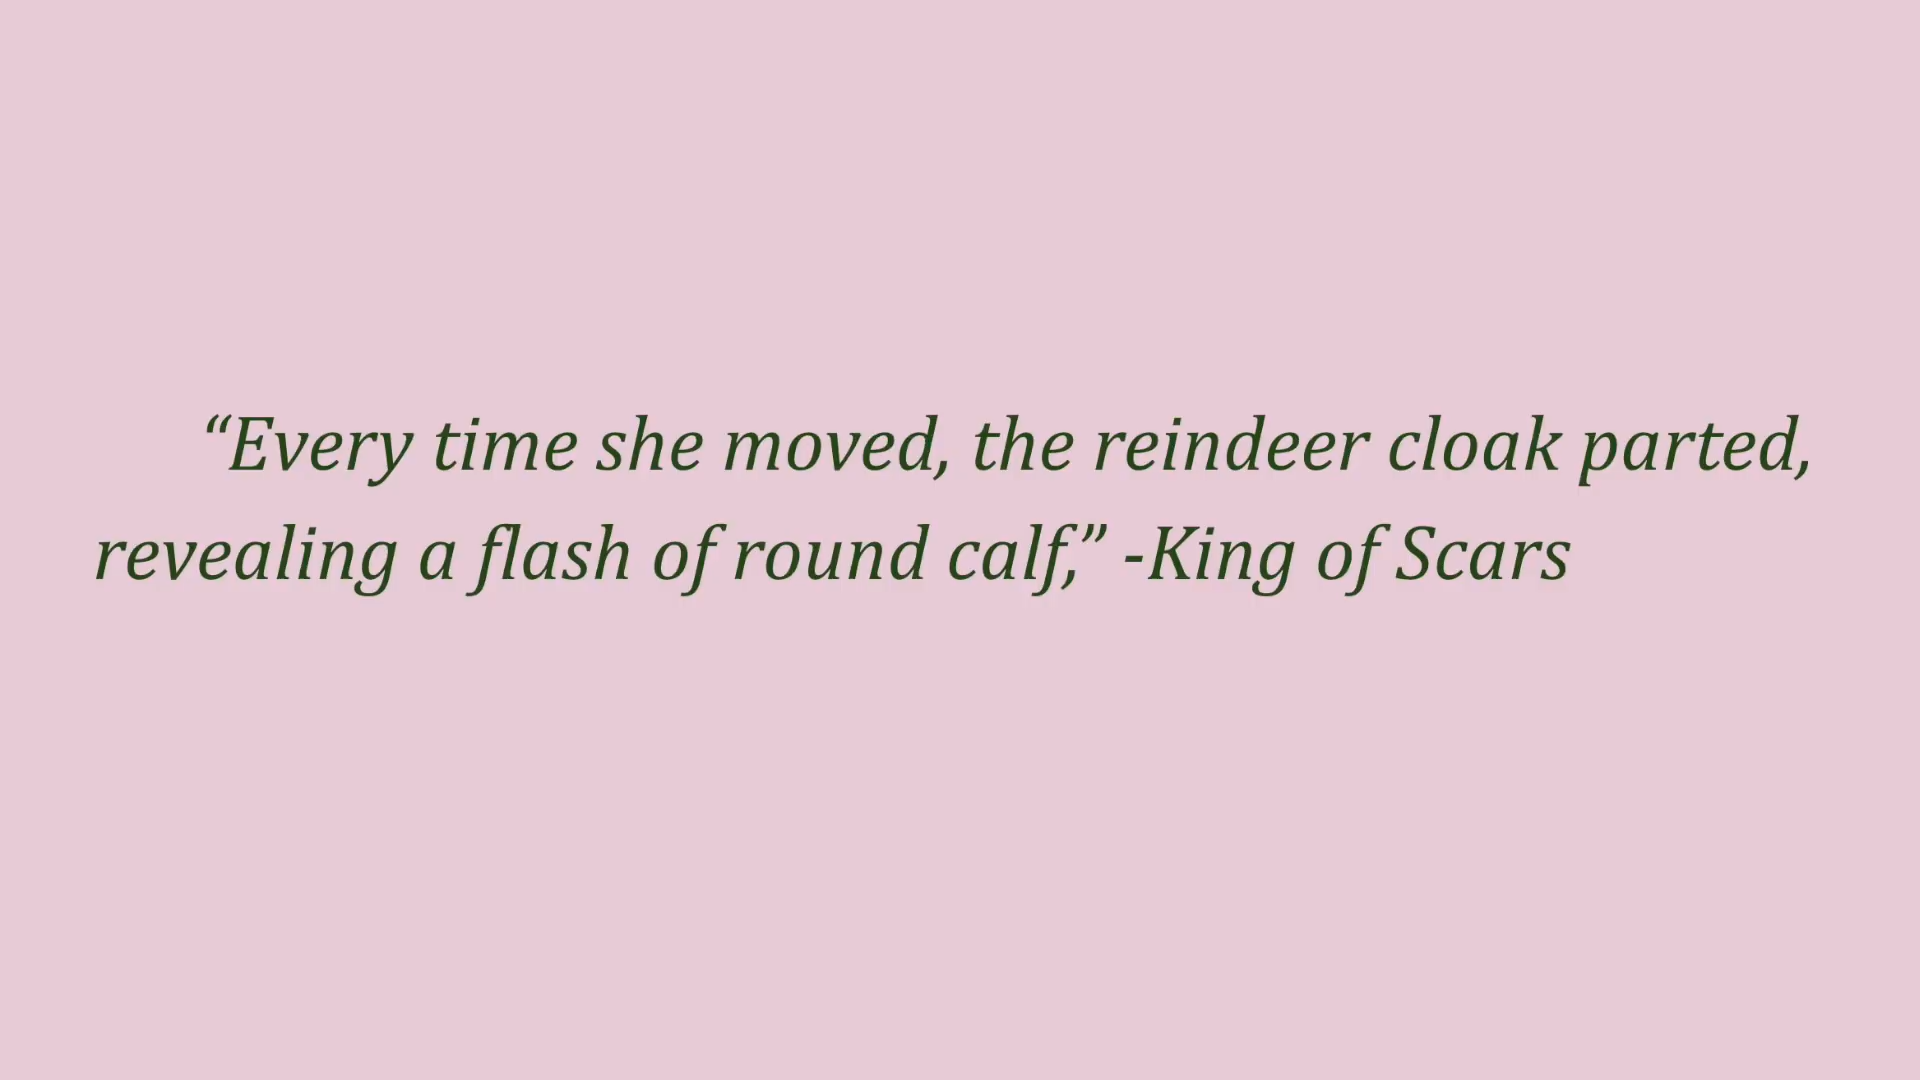 “Every time she moved, the reindeer cloak parted,
revealing a flash of round calf,” -King of Scars